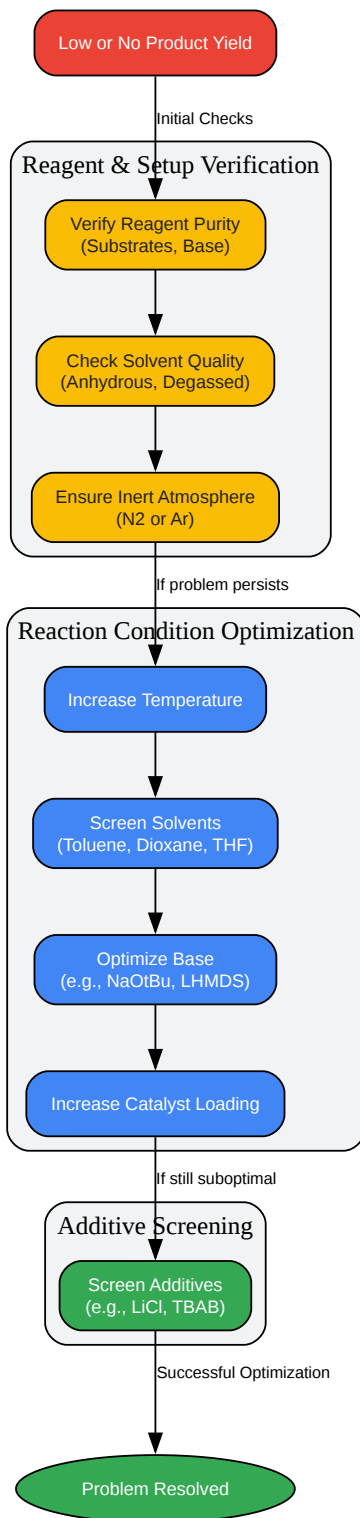 Low or No Product Yield
Initial Checks
Reagent & Setup Verification
Verify Reagent Purity
(Substrates, Base)
Check Solvent Quality
(Anhydrous, Degassed)
Ensure Inert Atmosphere
(N2 or Ar)
If problem persists
Reaction Condition Optimization
Increase Temperature
Screen Solvents
(Toluene, Dioxane, THF)
Optimize Base
(e.g., NaOtBu, LHMDS)
Increase Catalyst Loading
If still suboptimal
Additive Screening
Screen Additives
(e.g., LiCl, TBAB)
Successful Optimization
Problem Resolved